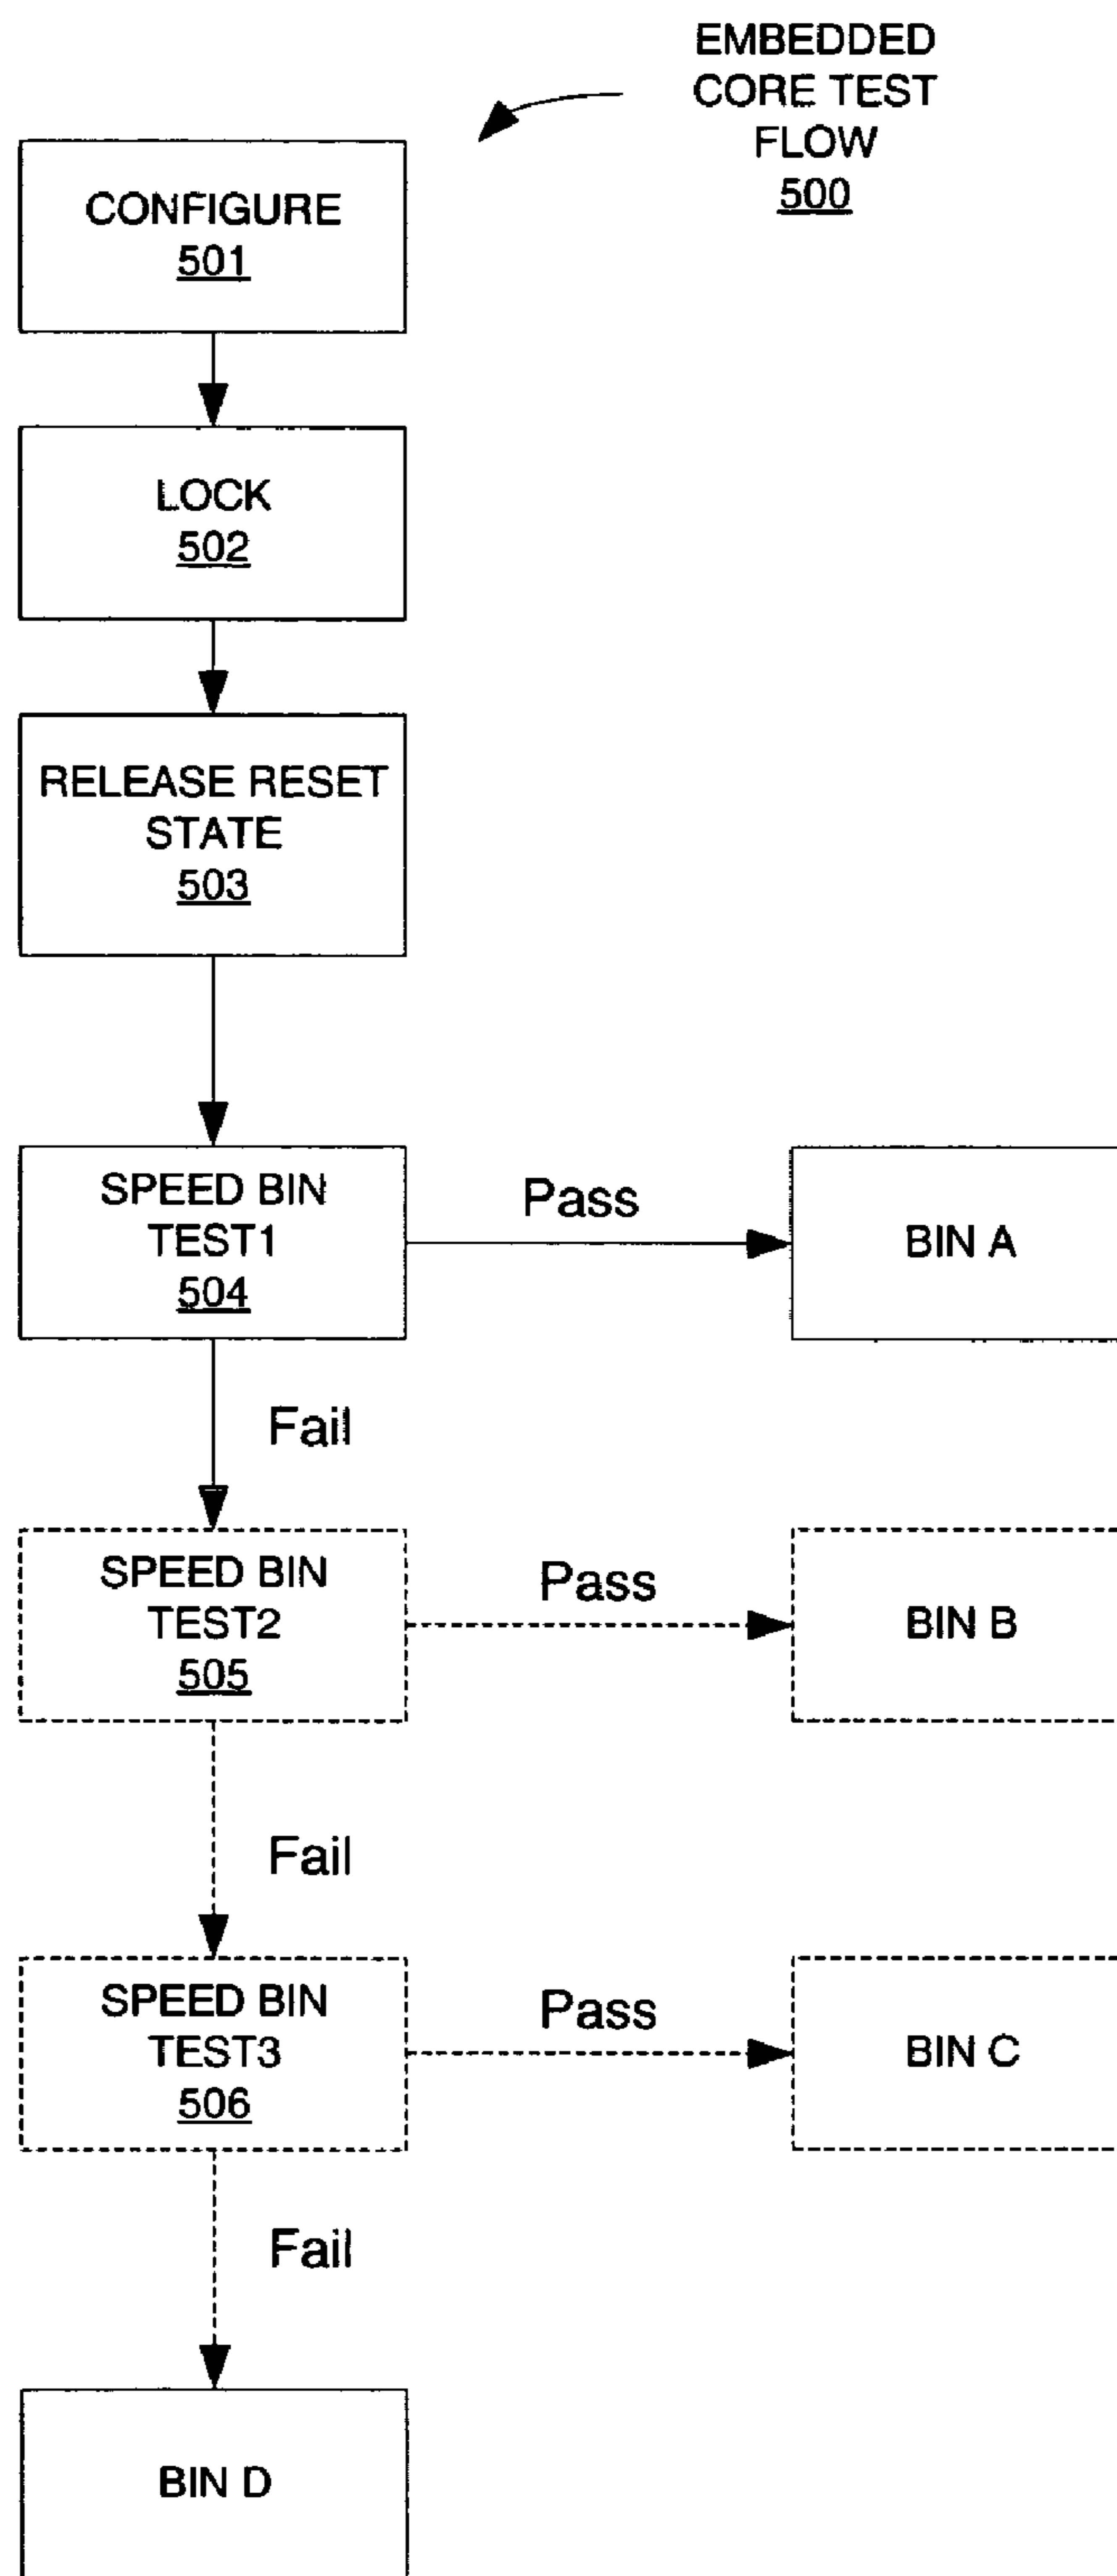 EMBEDDED
CORE TEST
FLOW
500
CONFIGURE
501
LOCK
502
RELEASE RESET
STATE
503
SPEED BIN
TEST1
504
Pass
BIN A
Fail
SPEED BIN
TEST2
505
Pass
BIN B
Fail
SPEED BIN
TEST3
506
Pass
BIN C
Fail
BIN D